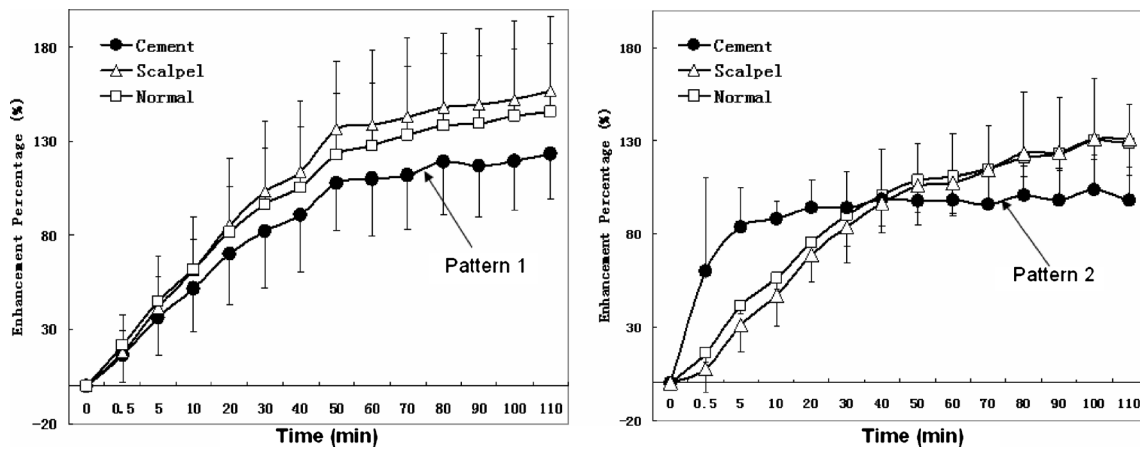 180
130
80
30
-20
Enhancement Percentage (%)
Cement
Scalpel
Normal
Pattern 1
0 0.5 5 10 20 30 40 50 60 70 80 90 100 110
Time (min)
180
130
80
30
-20
Enhancement Percentage (%)
Cement
Scalpel
Normal
Pattern 2
0 0.5 5 10 20 30 40 50 60 70 80 90 100 110
Time (min)